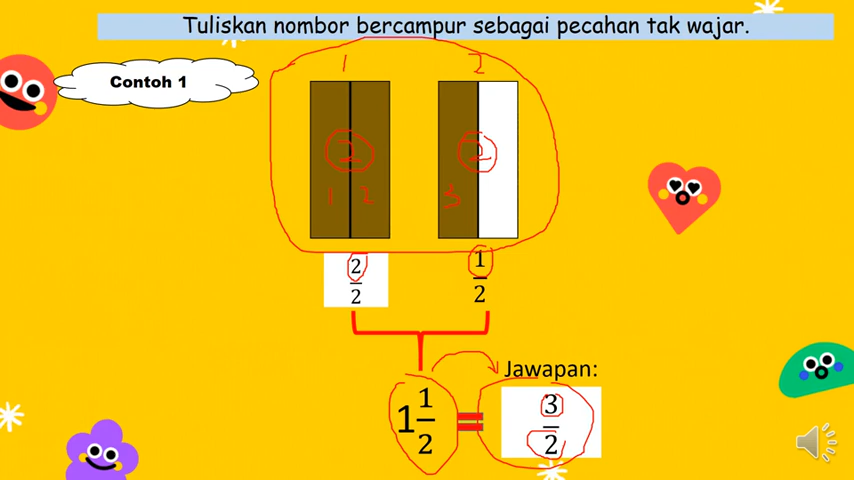 Tuliskan nombor bercampur sebagai pecahan tak wajar.
Contoh 1
1 2
2 2
1 2 3
2/2 1/2
Jawapan:
1 1/2 = 3/2